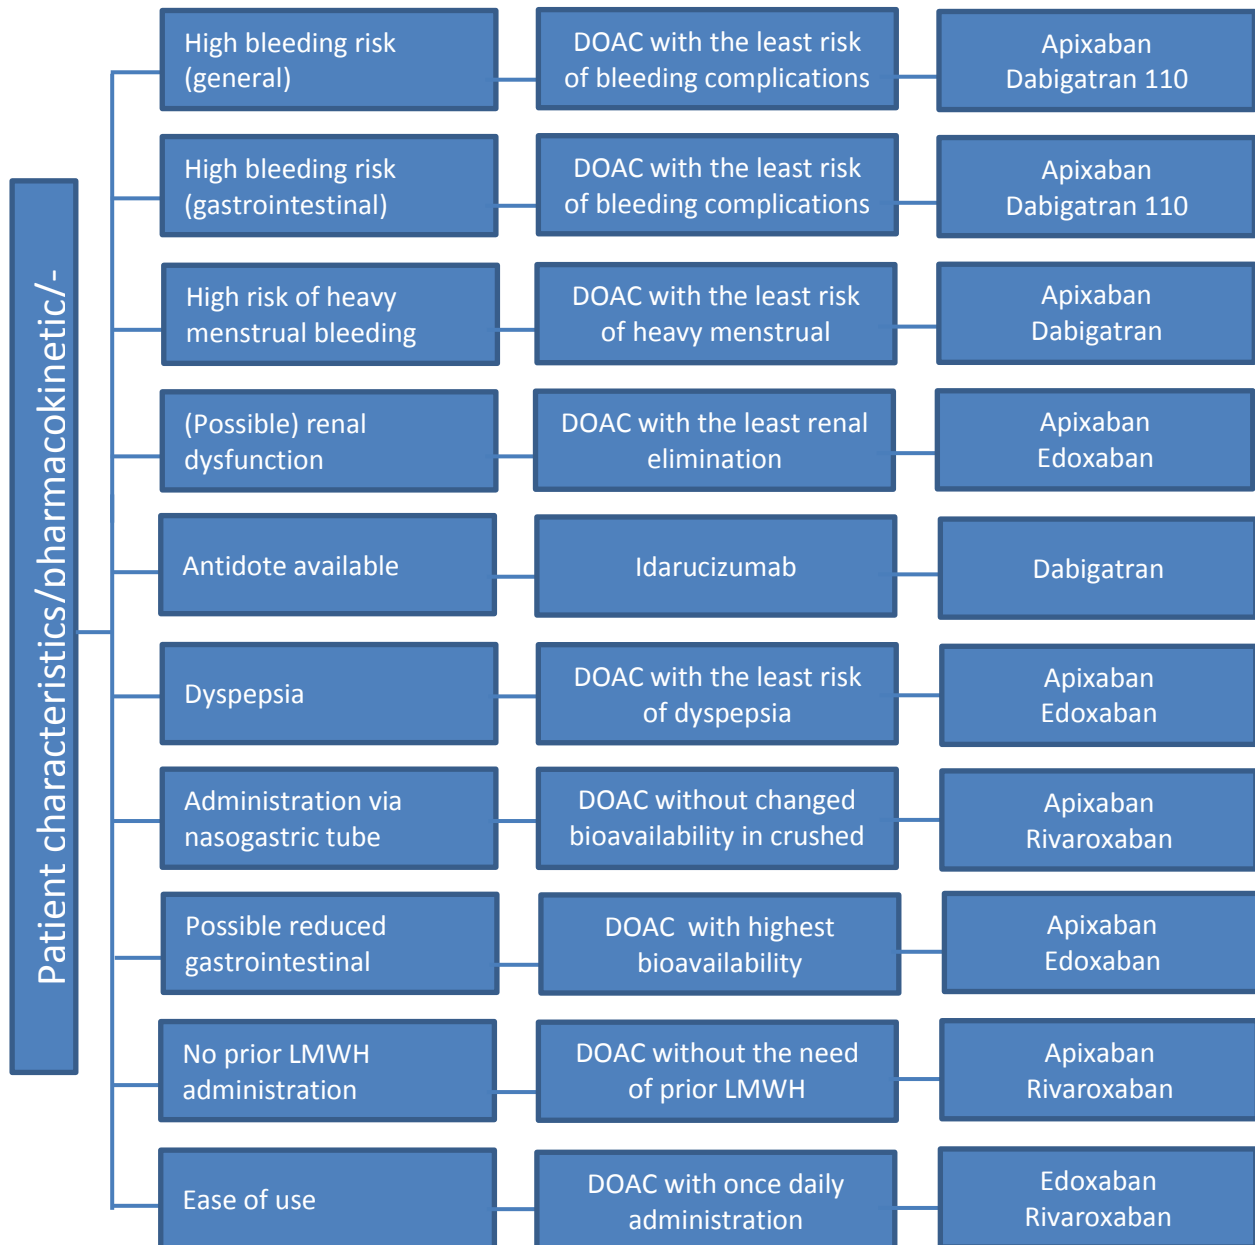 Patient characteristics/pharmacokinetic/-
High bleeding risk
(general)
DOAC with the least risk
of bleeding complications
Apixaban
Dabigatran 110
High bleeding risk
(gastrointestinal)
DOAC with the least risk
of bleeding complications
Apixaban
Dabigatran 110
High risk of heavy
menstrual bleeding
DOAC with the least risk
of heavy menstrual
Apixaban
Dabigatran
(Possible) renal
dysfunction
DOAC with the least renal
elimination
Apixaban
Edoxaban
Antidote available
Idarucizumab
Dabigatran
Dyspepsia
DOAC with the least risk
of dyspepsia
Apixaban
Edoxaban
Administration via
nasogastric tube
DOAC without changed
bioavailability in crushed
Apixaban
Rivaroxaban
Possible reduced
gastrointestinal
DOAC with highest
bioavailability
Apixaban
Edoxaban
No prior LMWH
administration
DOAC without the need
of prior LMWH
Apixaban
Rivaroxaban
Ease of use
DOAC with once daily
administration
Edoxaban
Rivaroxaban